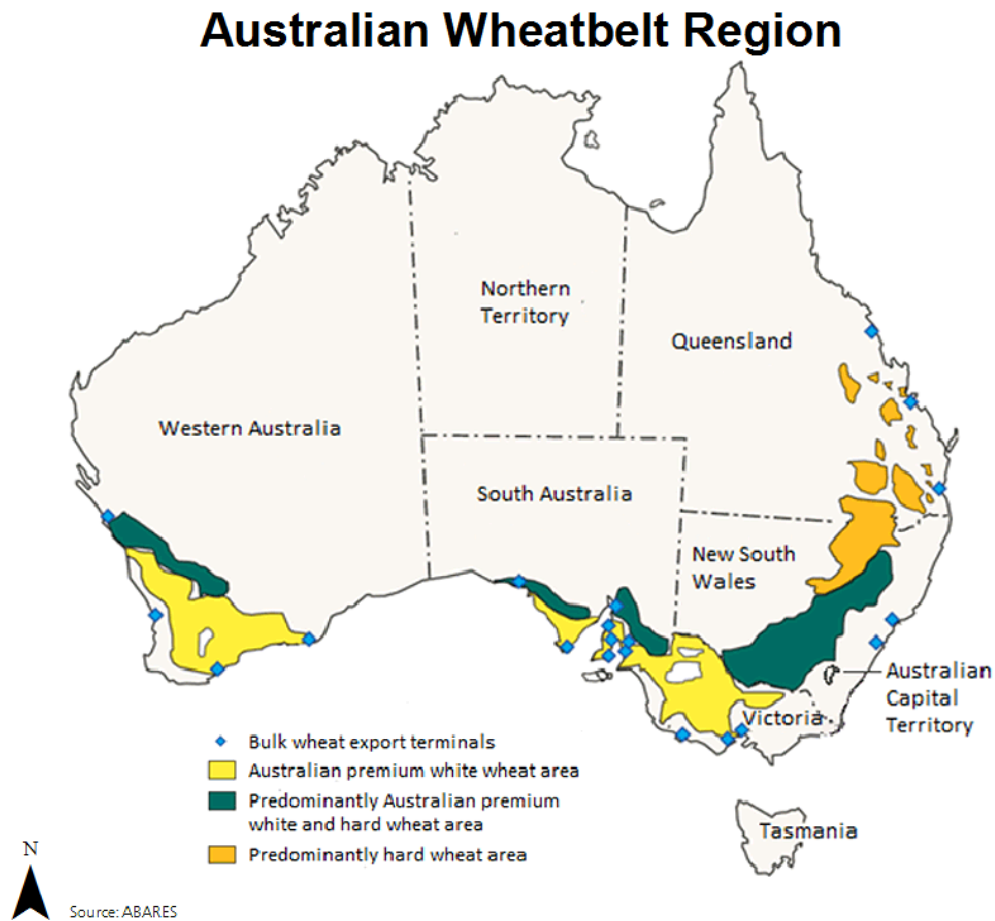 Australian Wheatbelt Region
Northern
Territory
Queensland
Western Australia
South Australia
New South
Wales
Australian
Capital
Territory
Victoria
Bulk wheat export terminals
Australian premium white wheat area
Predominantly Australian premium
white and hard wheat area
Predominantly hard wheat area
Tasmania
N
Source: ABARES